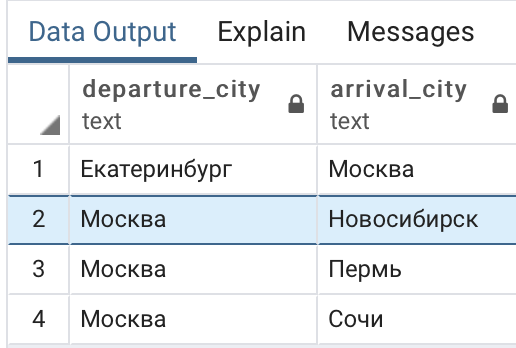 Data Output Explain Messages
departure_city arrival_city
text text
1 Екатеринбург Москва
2 Москва Новосибирск
3 Москва Пермь
4 Москва Сочи